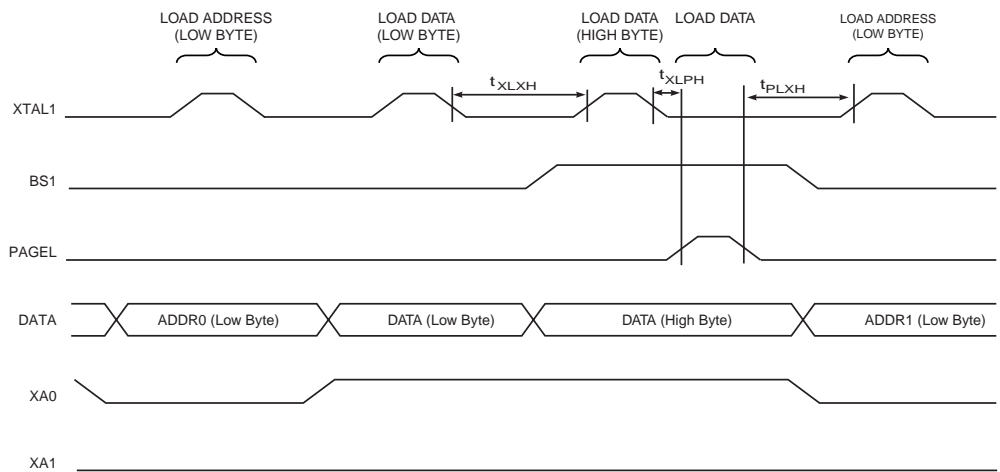 LOAD ADDRESS
(LOW BYTE)
LOAD DATA
(LOW BYTE)
LOAD DATA
(HIGH BYTE)
LOAD DATA
LOAD ADDRESS
(LOW BYTE)
tXLXH
tXLPH
tPLXH
XTAL1
BS1
PAGEL
DATA
ADDR0 (Low Byte)
DATA (Low Byte)
DATA (High Byte)
ADDR1 (Low Byte)
XA0
XA1